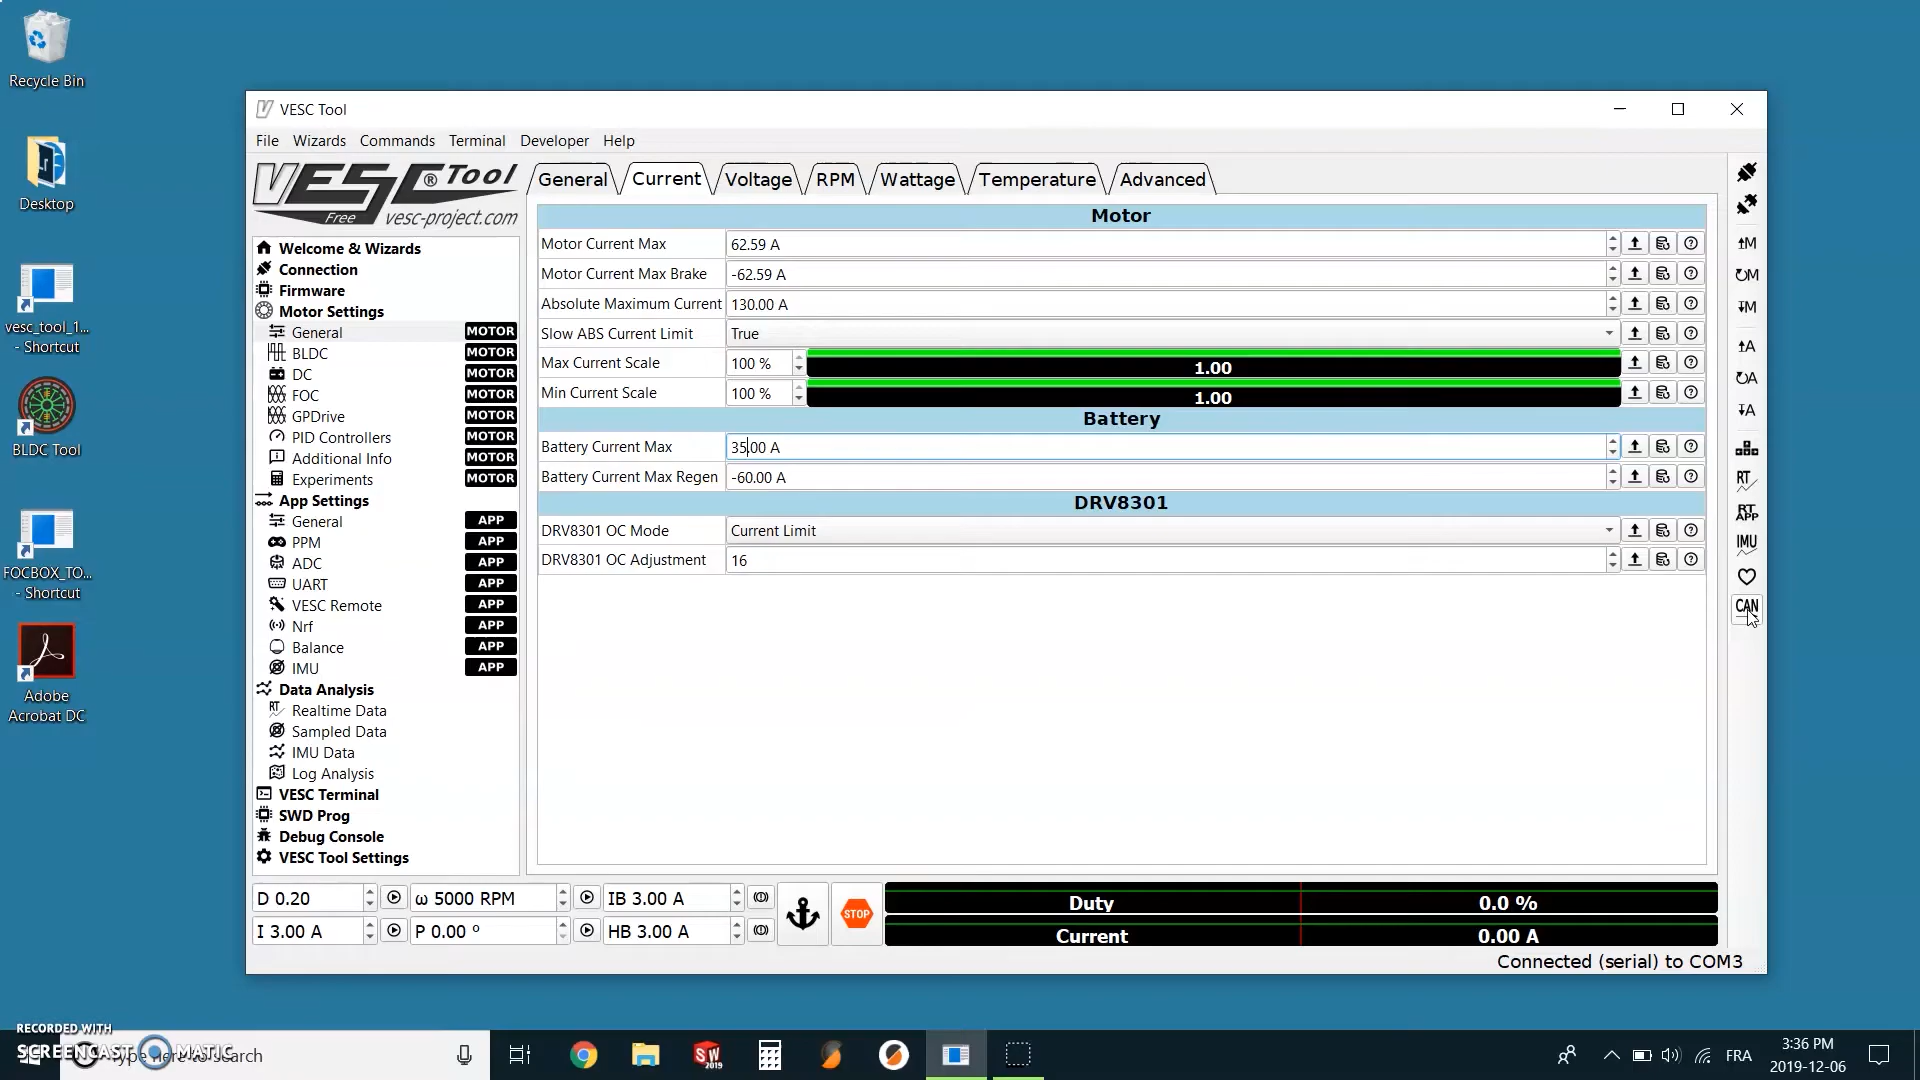 Recycle Bin
Desktop
vesc_tool_1...
- Shortcut
BLDC Tool
FOCBOX_TO...
- Shortcut
Adobe
Acrobat DC
VESC Tool
File Wizards Commands Terminal Developer Help
VESC® Tool
Free vesc-project.com
General Current Voltage RPM Wattage Temperature Advanced
Welcome & Wizards
Connection
Firmware
Motor Settings
General MOTOR
BLDC MOTOR
DC MOTOR
FOC MOTOR
GPDrive MOTOR
PID Controllers MOTOR
Additional Info MOTOR
Experiments MOTOR
App Settings
General APP
PPM APP
ADC APP
UART APP
VESC Remote APP
Nrf APP
Balance APP
IMU APP
Data Analysis
RT Realtime Data
Sampled Data
IMU Data
Log Analysis
VESC Terminal
SWD Prog
Debug Console
VESC Tool Settings
Motor
Motor Current Max 62.59 A
Motor Current Max Brake -62.59 A
Absolute Maximum Current 130.00 A
Slow ABS Current Limit True
Max Current Scale 100 % 1.00
Min Current Scale 100 % 1.00
Battery
Battery Current Max 35.00 A
Battery Current Max Regen -60.00 A
DRV8301
DRV8301 OC Mode Current Limit
DRV8301 OC Adjustment 16
M
M
M
A
A
A
RT
RT
APP
IMU
CAN
D 0.20 ω 5000 RPM IB 3.00 A
I 3.00 A P 0.00 º HB 3.00 A
STOP
Duty 0.0 %
Current 0.00 A
Connected (serial) to COM3
RECORDED WITH
SCREENCAST MATIC
Type here to search
SW
2019
FRA
3:36 PM
2019-12-06